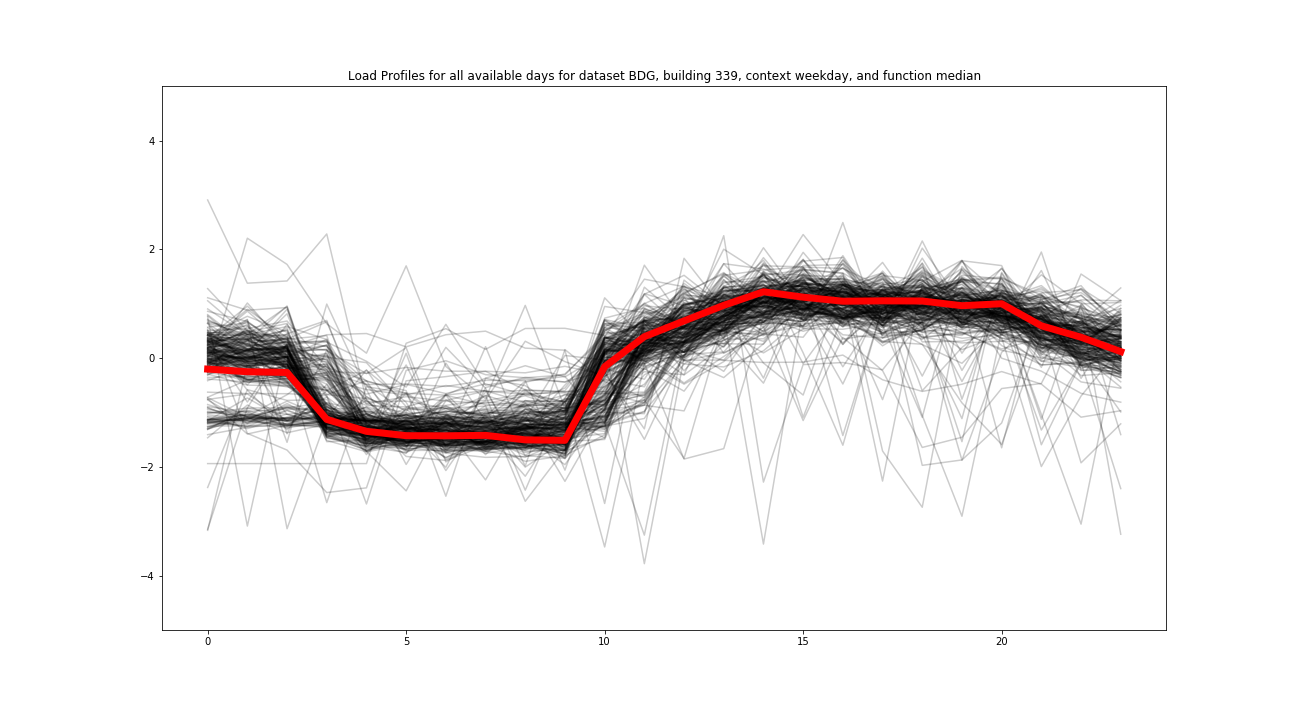 Load Profiles for all available days for dataset BDG, building 339, context weekday, and function median
4
2
0
−2
−4
0 5 10 15 20